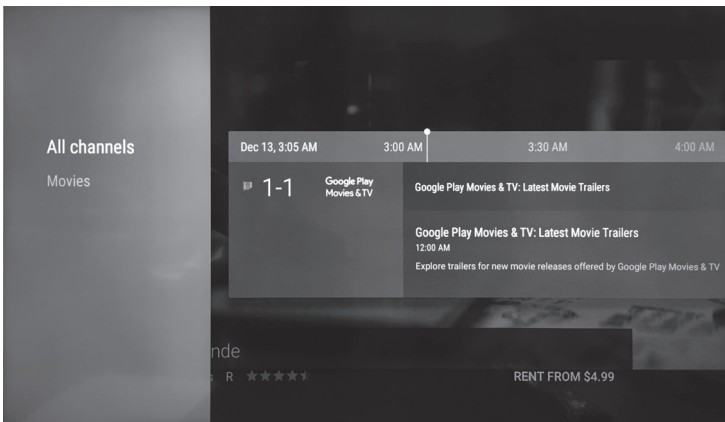 All channels
Movies
Dec 13, 3:05 AM 3:00 AM 3:30 AM 4:00 AM
1-1 Google Play
Movies & TV
Google Play Movies & TV: Latest Movie Trailers
Google Play Movies & TV: Latest Movie Trailers
12:00 AM
Explore trailers for new movie releases offered by Google Play Movies & TV
nde
s R RENT FROM $4.99